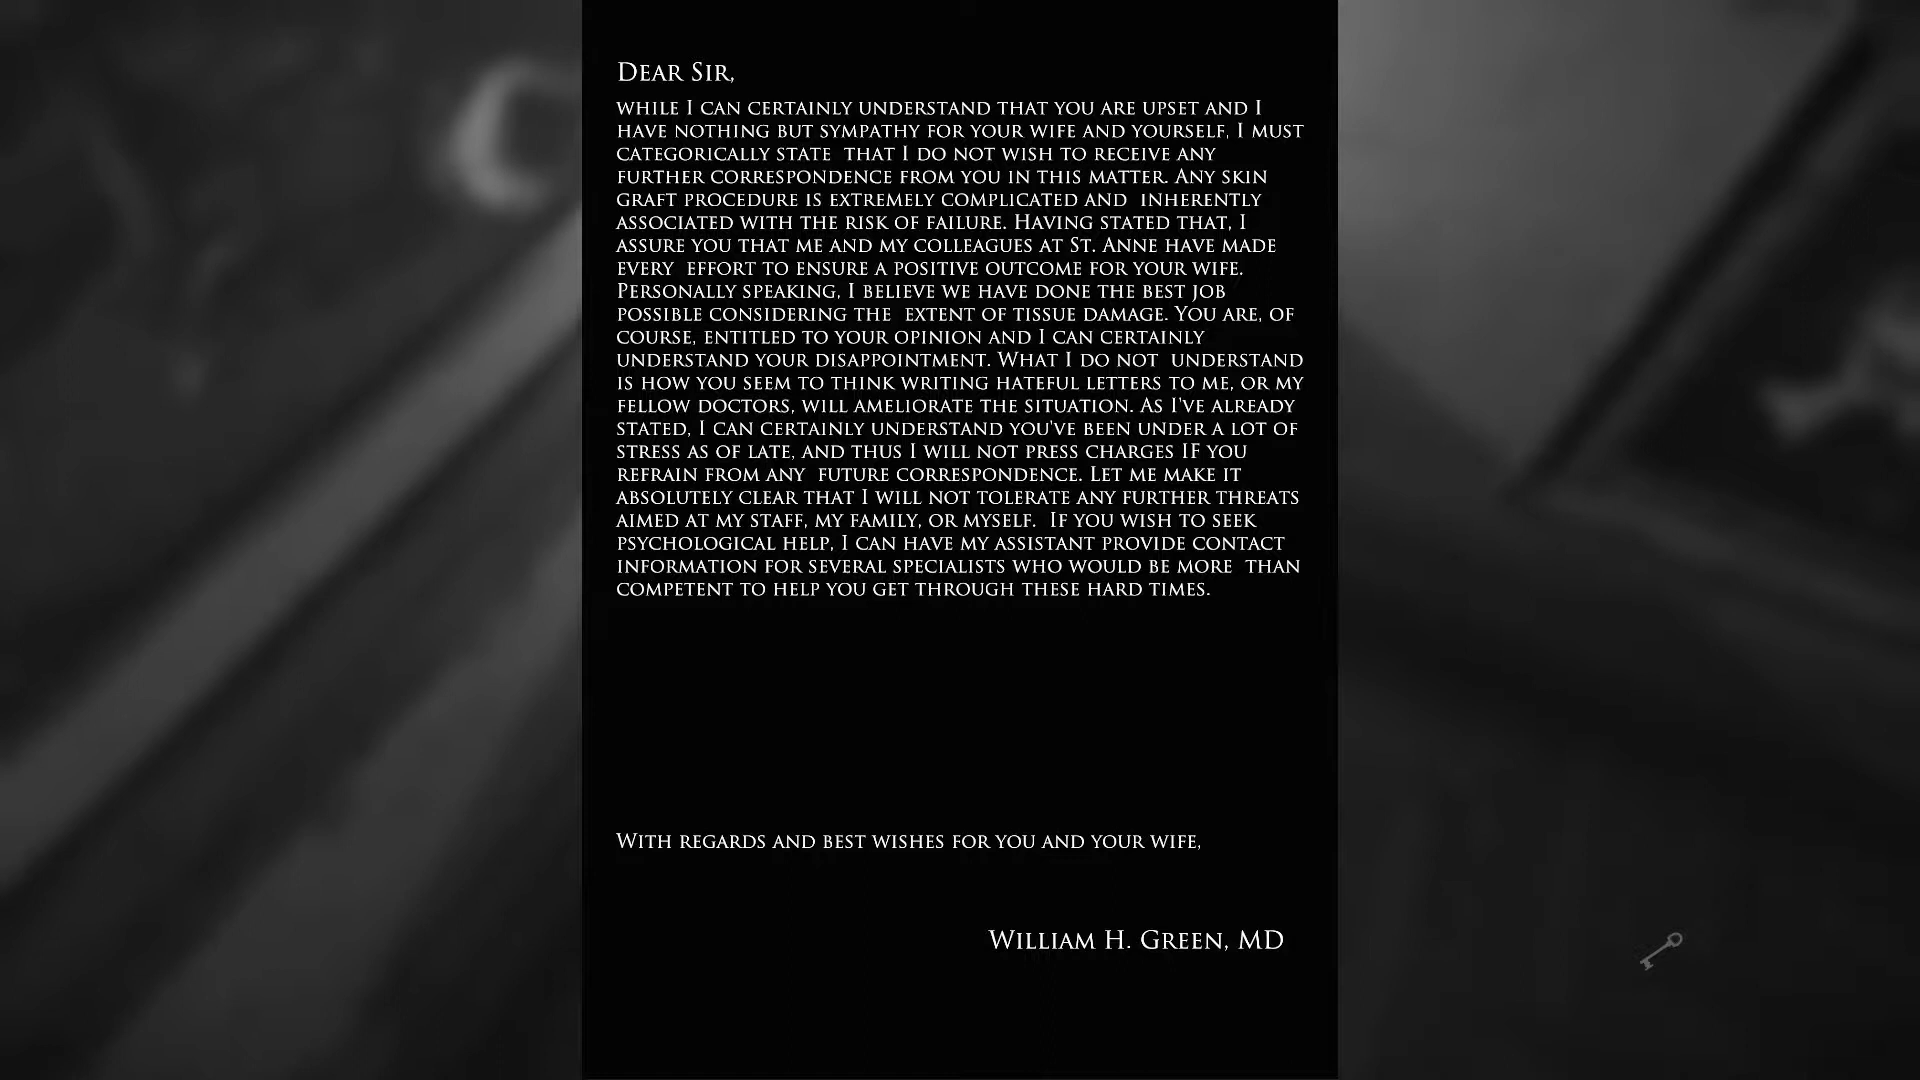 Dear Sir,
while I can certainly understand that you are upset and I
have nothing but sympathy for your wife and yourself, I must
categorically state  that I do not wish to receive any
further correspondence from you in this matter. Any skin
graft procedure is extremely complicated and  inherently
associated with the risk of failure. Having stated that, I
assure you that me and my colleagues at St. Anne have made
every  effort to ensure a positive outcome for your wife.
Personally speaking, I believe we have done the best job
possible considering the  extent of tissue damage. You are, of
course, entitled to your opinion and I can certainly
understand your disappointment. What I do not  understand
is how you seem to think writing hateful letters to me, or my
fellow doctors, will ameliorate the situation. As I've already
stated, I can certainly understand you've been under a lot of
stress as of late, and thus I will not press charges IF you
refrain from any  future correspondence. Let me make it
absolutely clear that I will not tolerate any further threats
aimed at my staff, my family, or myself.  If you wish to seek
psychological help, I can have my assistant provide contact
information for several specialists who would be more  than
competent to help you get through these hard times.
With regards and best wishes for you and your wife,
William H. Green, MD